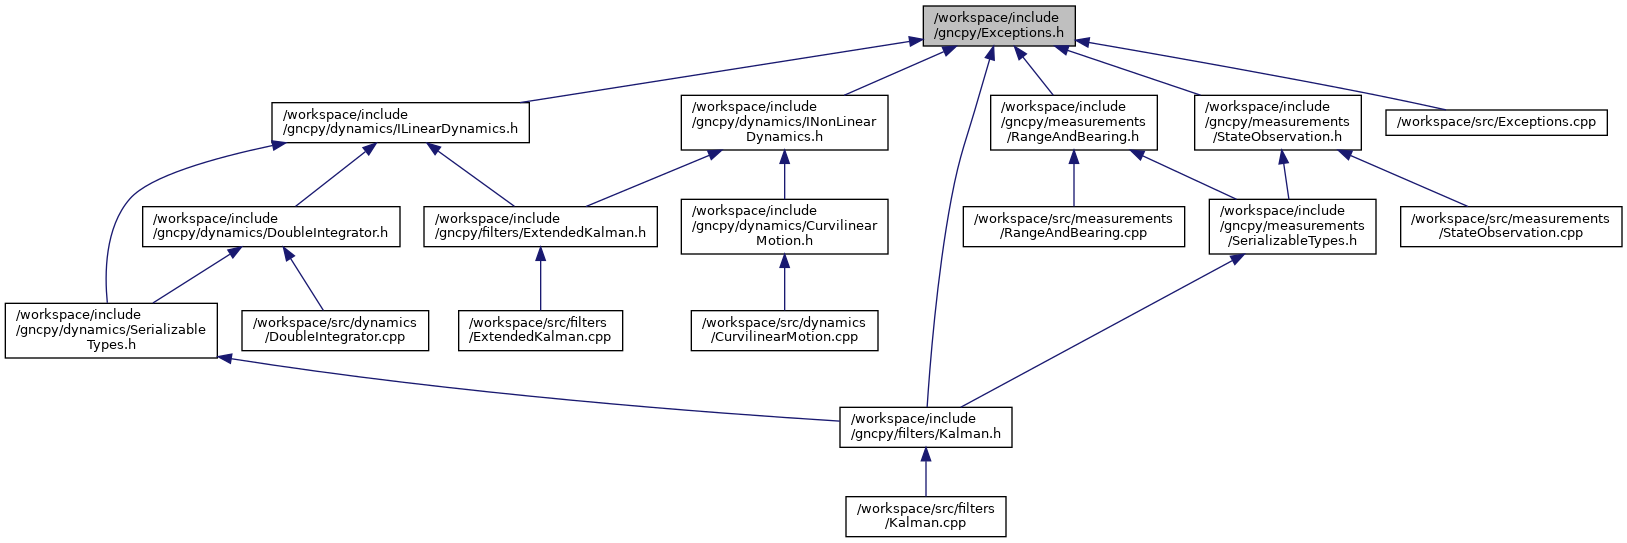 /workspace/include
/gncpy/Exceptions.h
/workspace/include
/gncpy/dynamics/ILinearDynamics.h
/workspace/include
/gncpy/dynamics/INonLinear
Dynamics.h
/workspace/include
/gncpy/measurements
/RangeAndBearing.h
/workspace/include
/gncpy/measurements
/StateObservation.h
/workspace/src/Exceptions.cpp
/workspace/include
/gncpy/dynamics/DoubleIntegrator.h
/workspace/include
/gncpy/filters/ExtendedKalman.h
/workspace/include
/gncpy/dynamics/Curvilinear
Motion.h
/workspace/src/measurements
/RangeAndBearing.cpp
/workspace/include
/gncpy/measurements
/SerializableTypes.h
/workspace/src/measurements
/StateObservation.cpp
/workspace/include
/gncpy/dynamics/Serializable
Types.h
/workspace/src/dynamics
/DoubleIntegrator.cpp
/workspace/src/filters
/ExtendedKalman.cpp
/workspace/src/dynamics
/CurvilinearMotion.cpp
/workspace/include
/gncpy/filters/Kalman.h
/workspace/src/filters
/Kalman.cpp